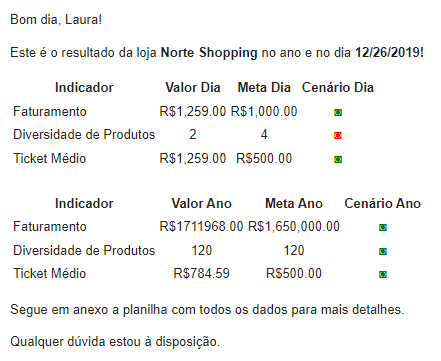 Bom dia, Laura!
Este é o resultado da loja Norte Shopping no ano e no dia 12/26/2019!
Indicador Valor Dia Meta Dia Cenário Dia
Faturamento R$1,259.00 R$1,000.00 ◙
Diversidade de Produtos 2 4 ◙
Ticket Médio R$1,259.00 R$500.00 ◙
Indicador Valor Ano Meta Ano Cenário Ano
Faturamento R$1711968.00 R$1,650,000.00 ◙
Diversidade de Produtos 120 120 ◙
Ticket Médio R$784.59 R$500.00 ◙
Segue em anexo a planilha com todos os dados para mais detalhes.
Qualquer dúvida estou à disposição.